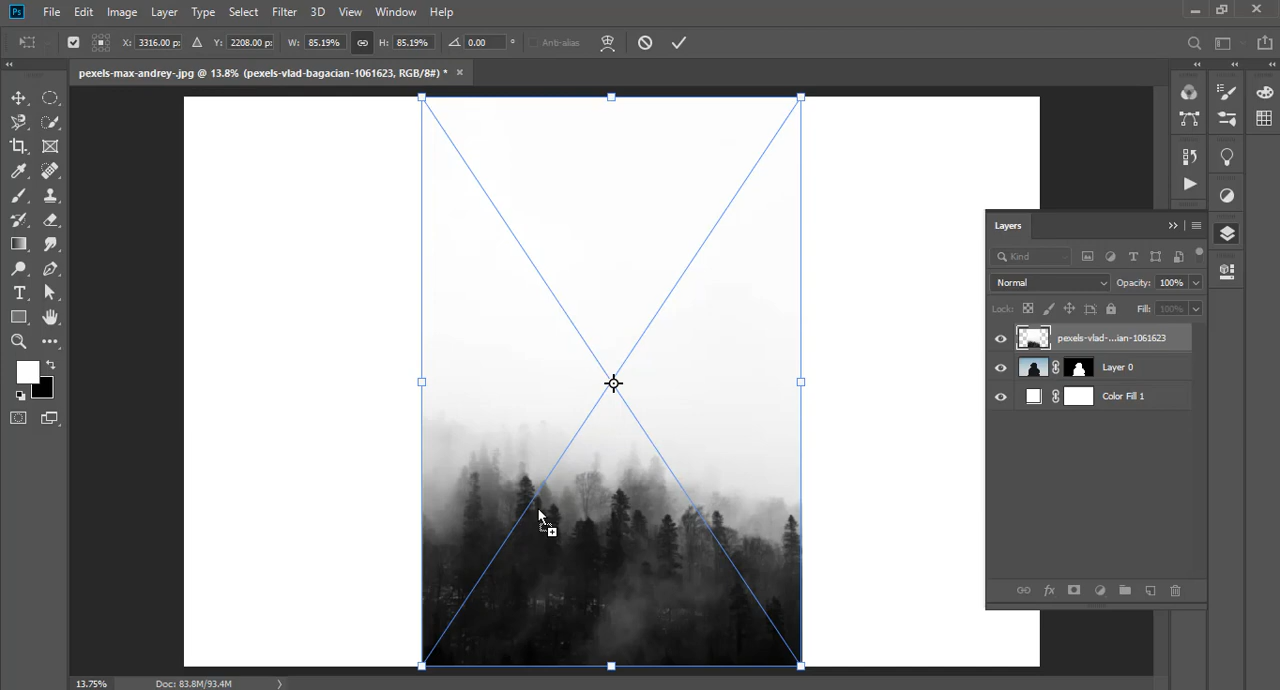 Ps File Edit Image Layer Type Select Filter 3D View Window Help
X: 3316.00 p: Y: 2208.00 p: W: 85.19% H: 85.19% 0.00 ° Anti-alias
pexels-max-andrey-.jpg @ 13.8% (pexels-vlad-bagacian-1061623, RGB/8#) * ×
Layers
Kind
Normal Opacity: 100%
Lock: Fill: 100%
pexels-vlad-...ian-1061623
Layer 0
Color Fill 1
13.75% Doc: 83.8M/93.4M